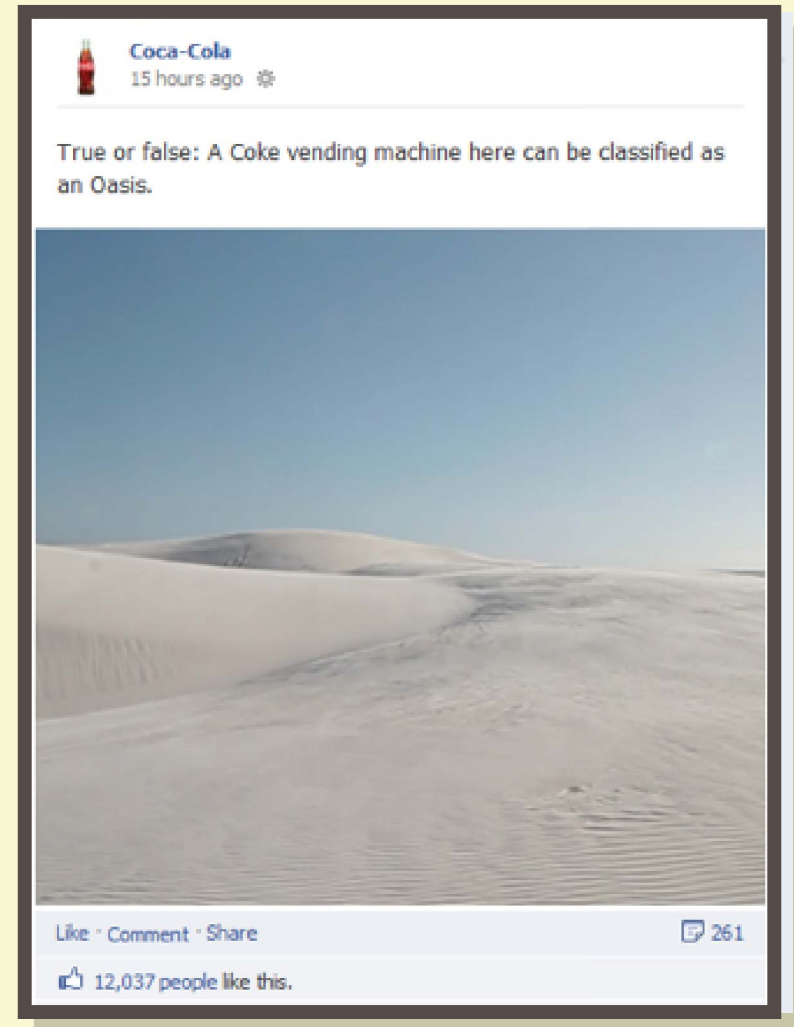 Coca-Cola
15 hours ago
True or false: A Coke vending machine here can be classified as
an Oasis.
Like · Comment · Share
261
12,037 people like this.